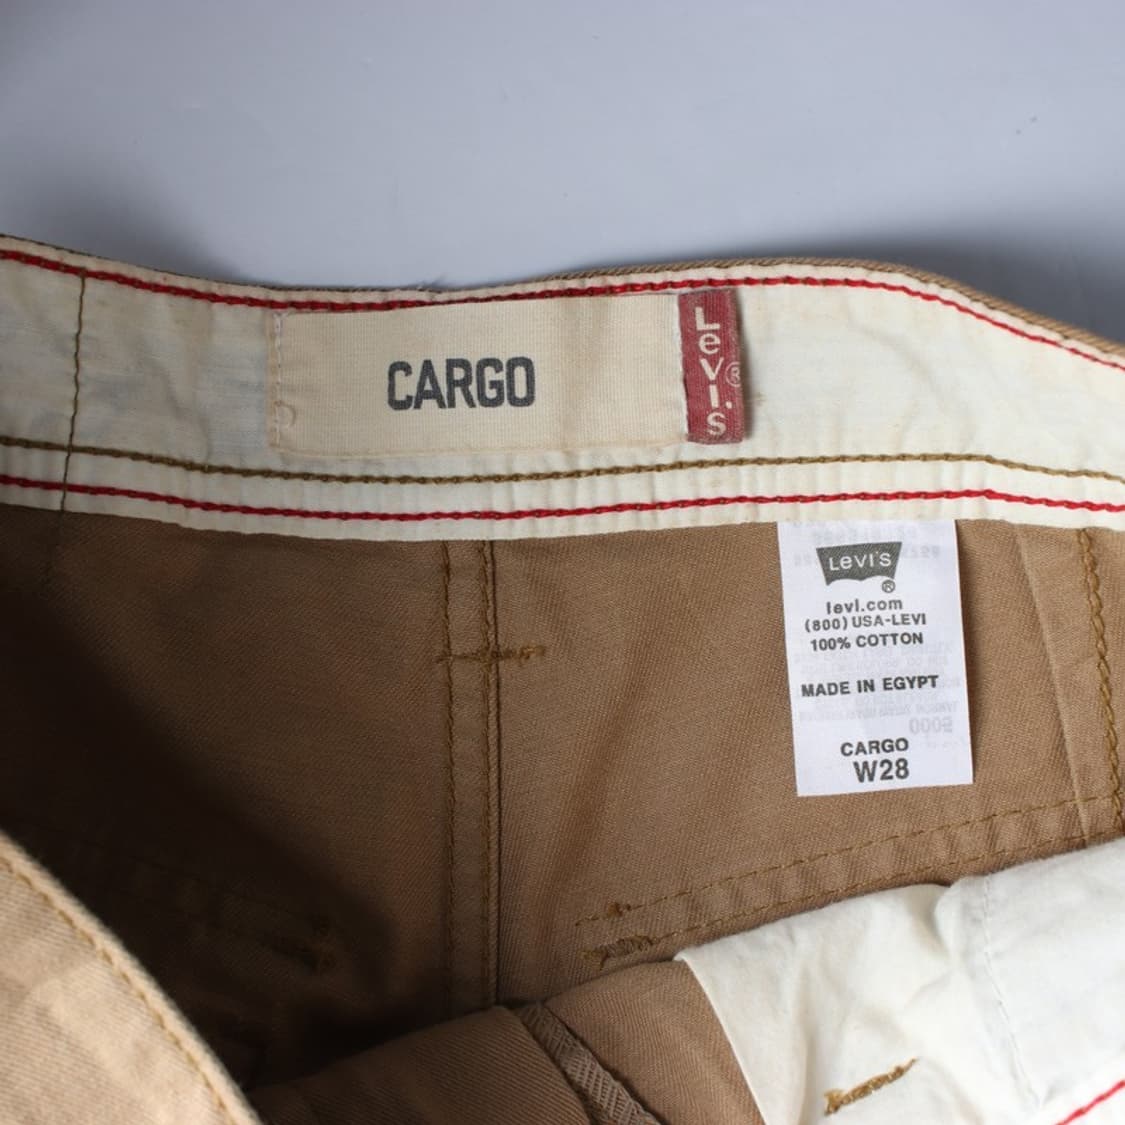 CARGO
Levi's®
Levi's
®
levi.com
(800) USA-LEVI
100% COTTON
MADE IN EGYPT
CARGO
W28